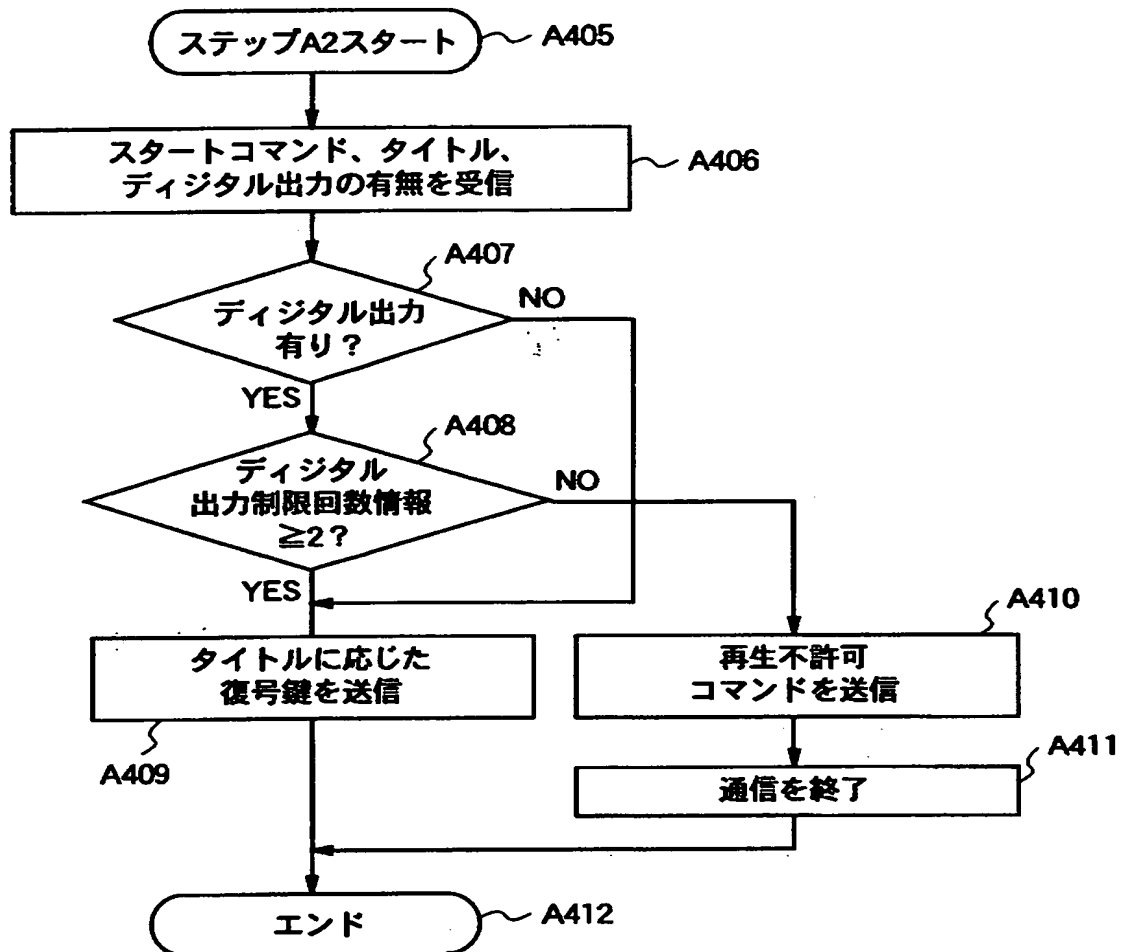 ステップA2スタート
A405
スタートコマンド、タイトル、
ディジタル出力の有無を受信
A406
A407
ディジタル出力
有り？
NO
YES
A408
ディジタル
出力制限回数情報
≧2？
NO
YES
タイトルに応じた
復号鍵を送信
A409
A410
再生不許可
コマンドを送信
A411
通信を終了
エンド
A412